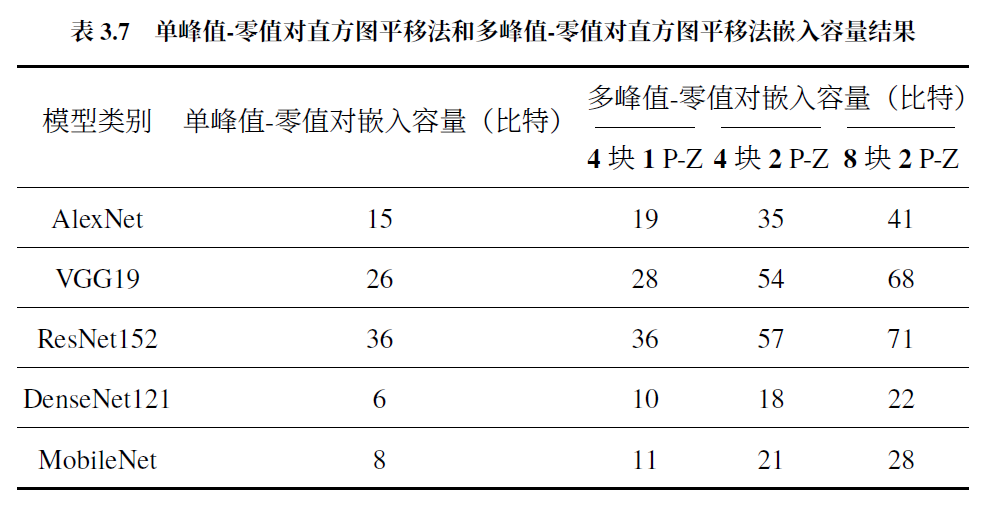 表 3.7 单峰值-零值对直方图平移法和多峰值-零值对直方图平移法嵌入容量结果
模型类别 单峰值-零值对嵌入容量（比特） 多峰值-零值对嵌入容量（比特）
4 块 1 P-Z 4 块 2 P-Z 8 块 2 P-Z
AlexNet 15 19 35 41
VGG19 26 28 54 68
ResNet152 36 36 57 71
DenseNet121 6 10 18 22
MobileNet 8 11 21 28